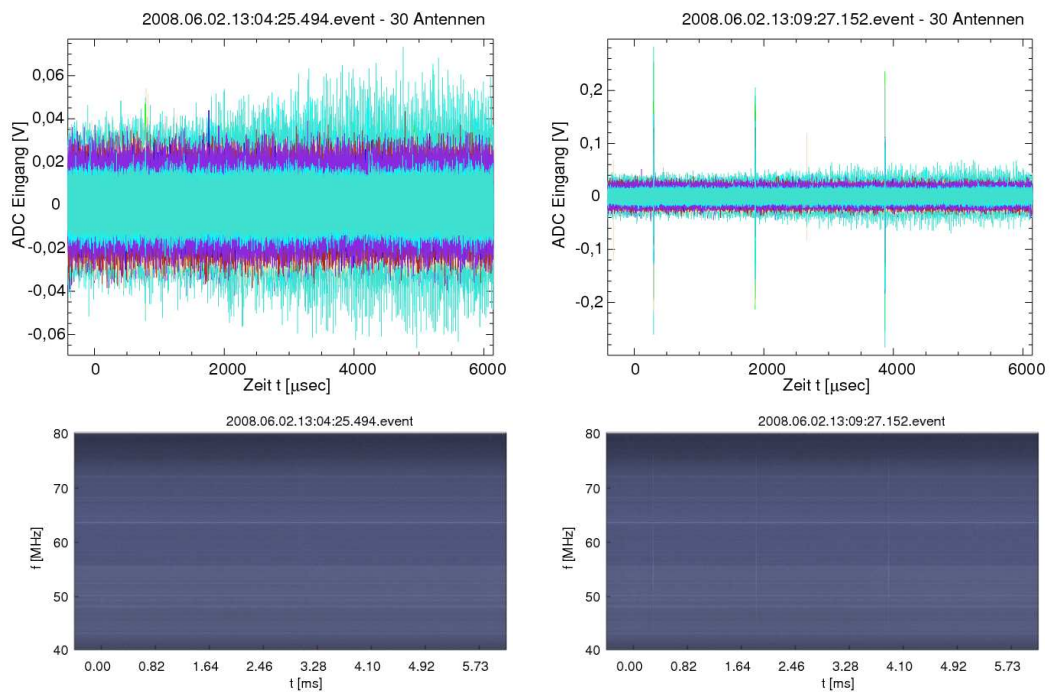 2008.06.02.13:04:25.494.event - 30 Antennen
0,06
0,04
0,02
0
-0,02
-0,04
-0,06
ADC Eingang [V]
0 2000 4000 6000
Zeit t [μsec]
2008.06.02.13:09:27.152.event - 30 Antennen
0,2
0,1
0
-0,1
-0,2
ADC Eingang [V]
0 2000 4000 6000
Zeit t [μsec]
2008.06.02.13:04:25.494.event
80
70
60
50
40
f [MHz]
0.00 0.82 1.64 2.46 3.28 4.10 4.92 5.73
t [ms]
2008.06.02.13:09:27.152.event
80
70
60
50
40
f [MHz]
0.00 0.82 1.64 2.46 3.28 4.10 4.92 5.73
t [ms]